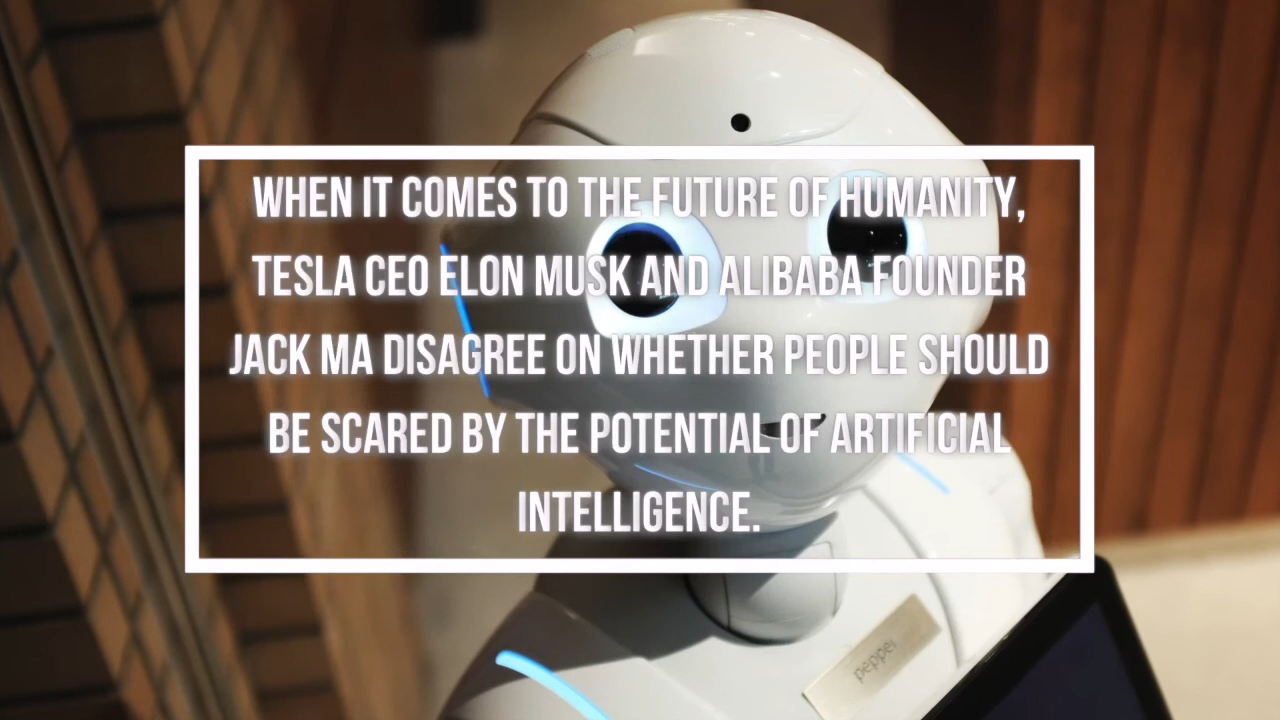 WHEN IT COMES TO THE FUTURE OF HUMANITY,
TESLA CEO ELON MUSK AND ALIBABA FOUNDER
JACK MA DISAGREE ON WHETHER PEOPLE SHOULD
BE SCARED BY THE POTENTIAL OF ARTIFICIAL
INTELLIGENCE.
pepper